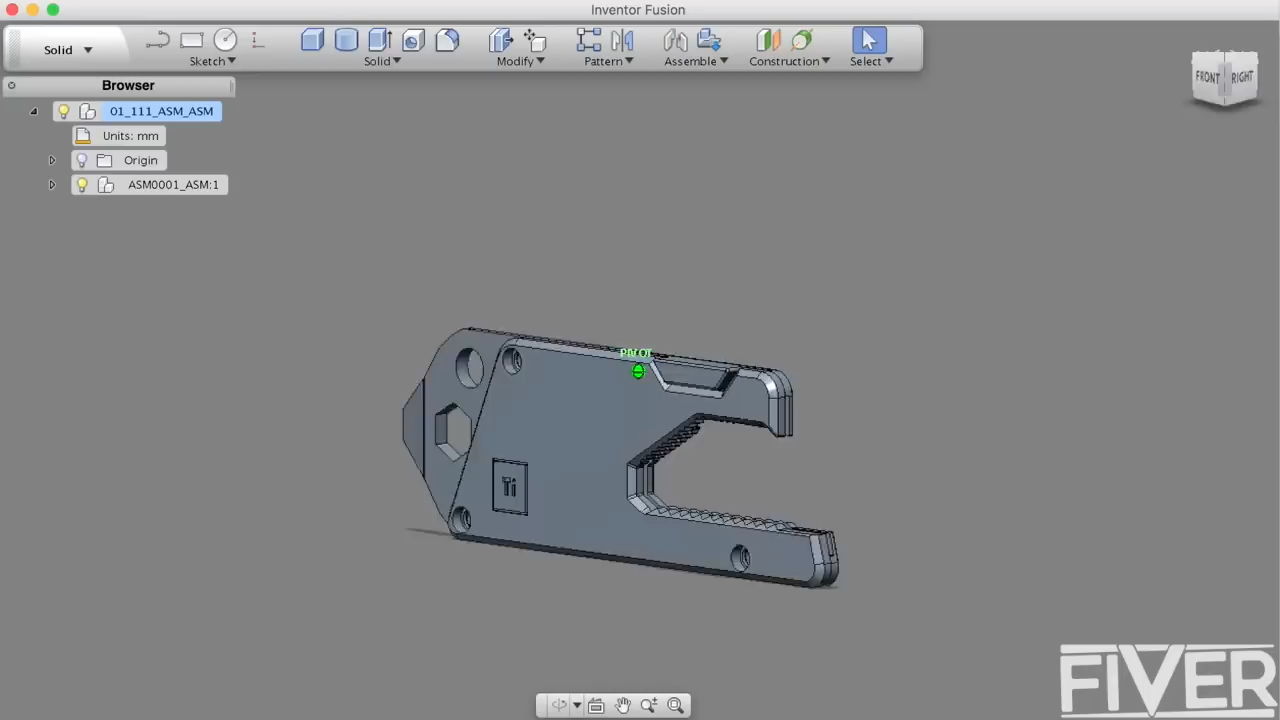 Inventor Fusion
Solid
Sketch
Solid
Modify
Pattern
Assemble
Construction
Select
Browser
01_111_ASM_ASM
Units: mm
Origin
ASM0001_ASM:1
FRONT
RIGHT
PIVOT
Ti
FIVER